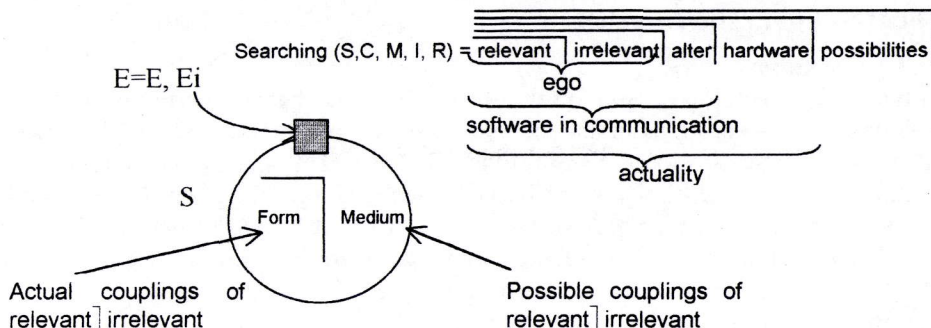 Searching (S,C, M, I, R) = relevant irrelevant alter hardware possibilities
ego
E=E, Ei
software in communication
actuality
S
Form Medium
Actual couplings of
relevant irrelevant
Possible couplings of
relevant irrelevant